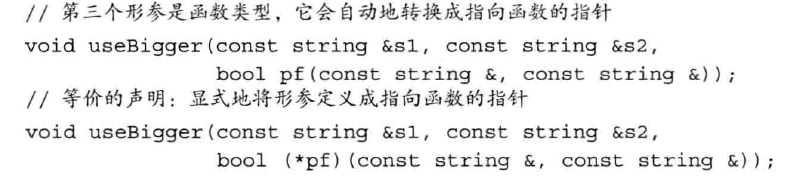 // 第三个形参是函数类型，它会自动地转换成指向函数的指针
void useBigger(const string &s1, const string &s2,
bool pf(const string &, const string &));
// 等价的声明：显式地将形参定义成指向函数的指针
void useBigger(const string &s1, const string &s2,
bool (*pf)(const string &, const string &));